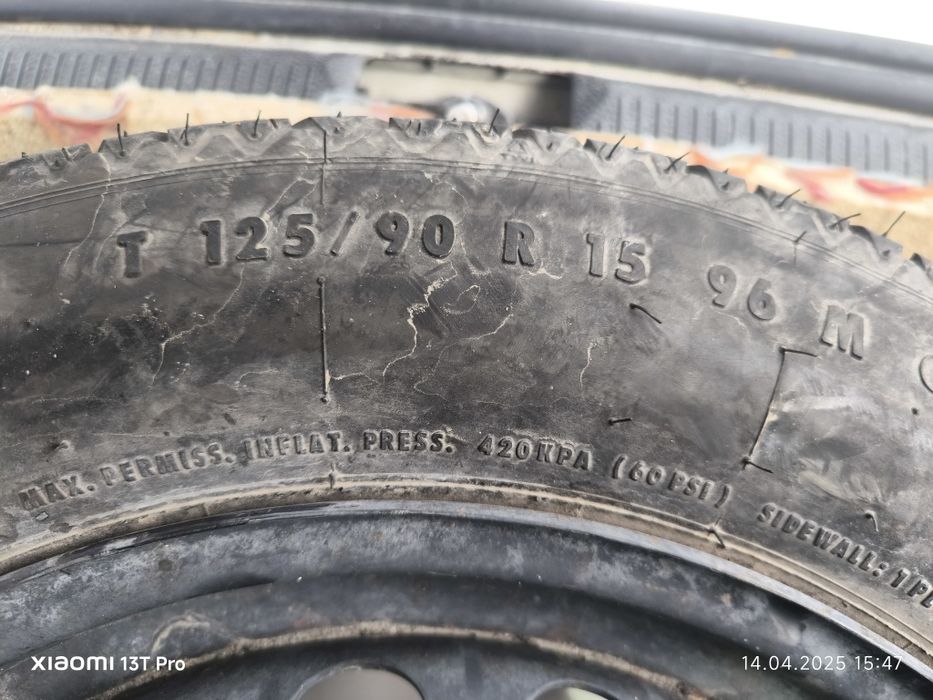 T 125/90 R 15 96 M
MAX. PERMISS. INFLAT. PRESS. 420KPA (60PSI) SIDEWALL: 1
XIAOMI 13T Pro
14.04.2025 15:47